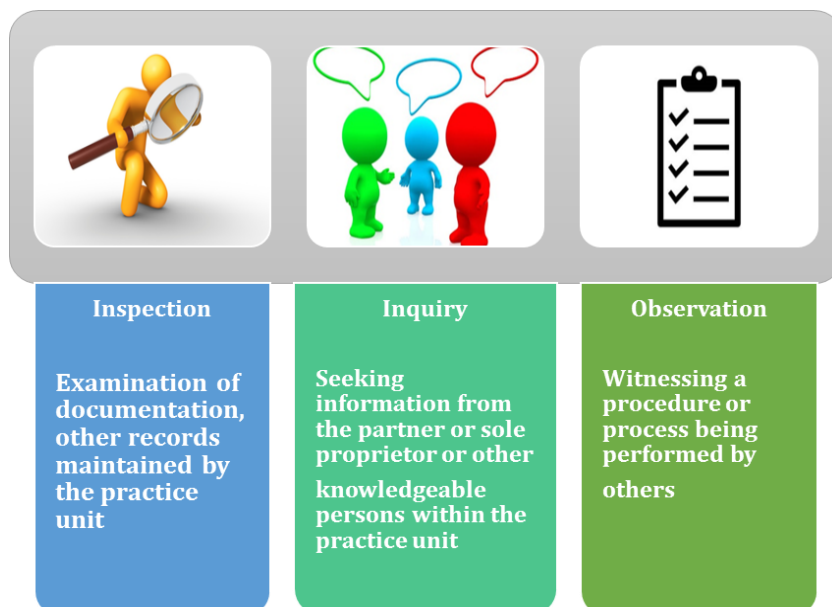 Inspection
Examination of
documentation,
other records
maintained by
the practice
unit
Inquiry
Seeking
information from
the partner or sole
proprietor or other
knowledgeable
persons within the
practice unit
Observation
Witnessing a
procedure or
process being
performed by
others